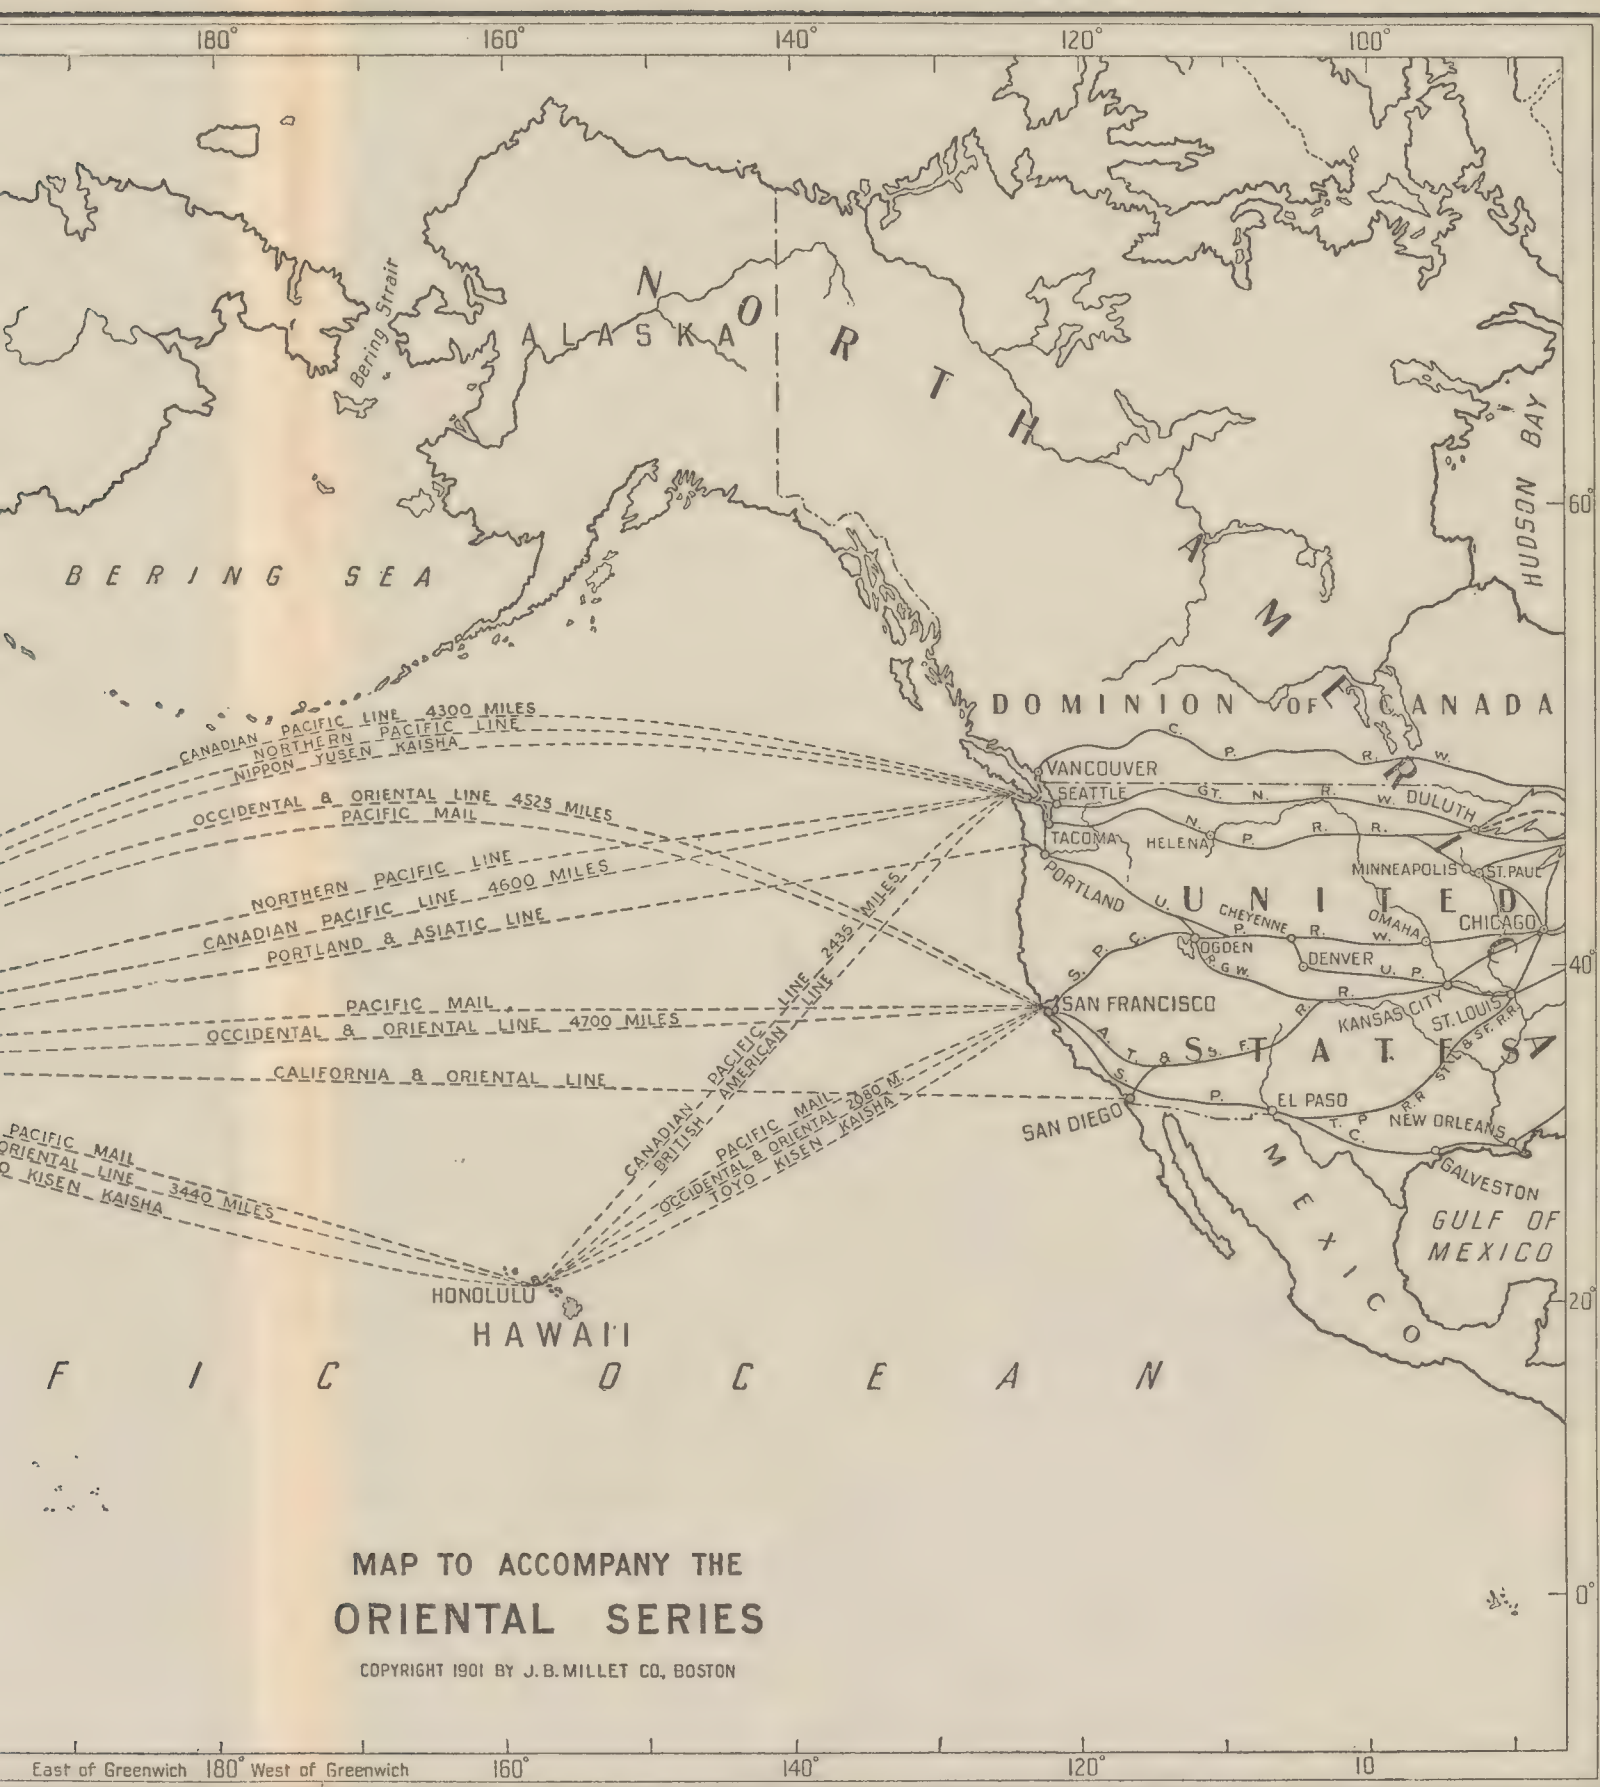 180° 160° 140° 120° 100°
Bering Strair
NORTH AMERICA
ALASKA
HUDSON BAY
60°
BERING SEA
DOMINION OF CANADA
CANADIAN PACIFIC LINE 4300 MILES
NORTHERN PACIFIC LINE
NIPPON YUSEN KAISHA
OCCIDENTAL & ORIENTAL LINE 4525 MILES
PACIFIC MAIL
NORTHERN PACIFIC LINE
CANADIAN PACIFIC LINE 4600 MILES
PORTLAND & ASIATIC LINE
PACIFIC MAIL
OCCIDENTAL & ORIENTAL LINE 4700 MILES
CALIFORNIA & ORIENTAL LINE
PACIFIC MAIL
ORIENTAL LINE 3440 MILES
O KISEN KAISHA
CANADIAN PACIFIC LINE 2435 MILES
BRITISH AMERICAN LINE
PACIFIC MAIL
OCCIDENTAL & ORIENTAL 2080 M.
TOYO KISEN KAISHA
C. P. R. W.
VANCOUVER
SEATTLE
GT. N. R. W.
DULUTH
TACOMA
HELENA
N. P. R. R.
MINNEAPOLIS
ST. PAUL
PORTLAND
UNITED
U. P. R. W.
CHEYENNE
OMAHA
CHICAGO
S. P. C.
OGDEN
R. G. W.
DENVER
U. P.
40°
SAN FRANCISCO
R. R.
KANSAS CITY
ST. LOUIS
A. T. & S. F.
STATES
ST. L. & S F. R. R.
S. P.
SAN DIEGO
EL PASO
T. P. R.R
T. C.
NEW ORLEANS
GALVESTON
MEXICO
GULF OF
MEXICO
HONOLULU
HAWAI'I
20°
FIC OCEAN
MAP TO ACCOMPANY THE
ORIENTAL SERIES
COPYRIGHT 1901 BY J. B. MILLET CO., BOSTON
0°
East of Greenwich 180° West of Greenwich 160° 140° 120° 10